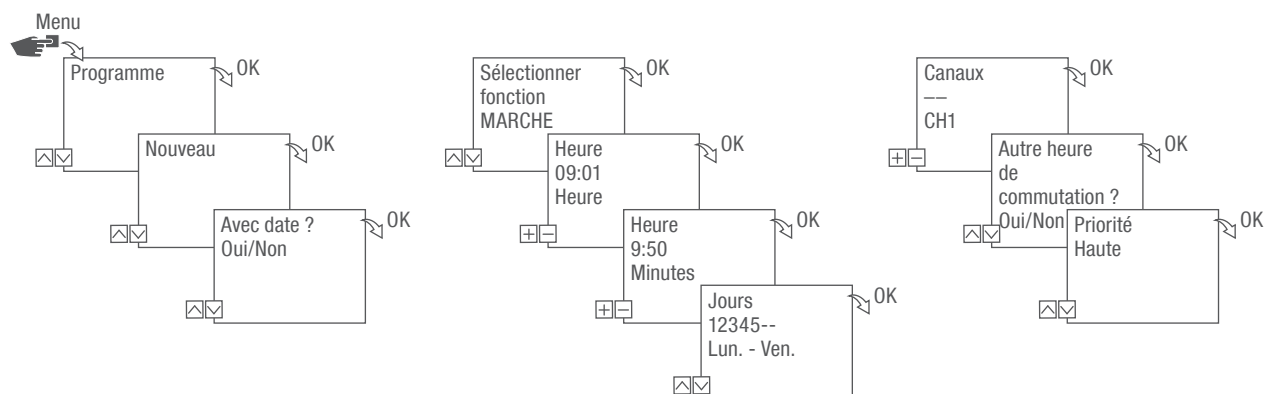 Menu
Programme
OK
Nouveau
OK
Avec date ?
Oui/Non
OK
Sélectionner
fonction
MARCHE
OK
Heure
09:01
Heure
OK
Heure
9:50
Minutes
OK
Jours
12345--
Lun. - Ven.
OK
Canaux
––
CH1
OK
Autre heure
de
commutation ?
Oui/Non
OK
Priorité
Haute
OK